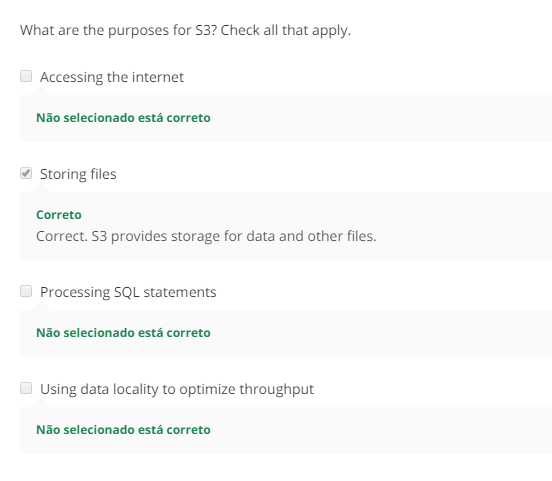 What are the purposes for S3? Check all that apply.
Accessing the internet
Não selecionado está correto
Storing files
Correto
Correct. S3 provides storage for data and other files.
Processing SQL statements
Não selecionado está correto
Using data locality to optimize throughput
Não selecionado está correto